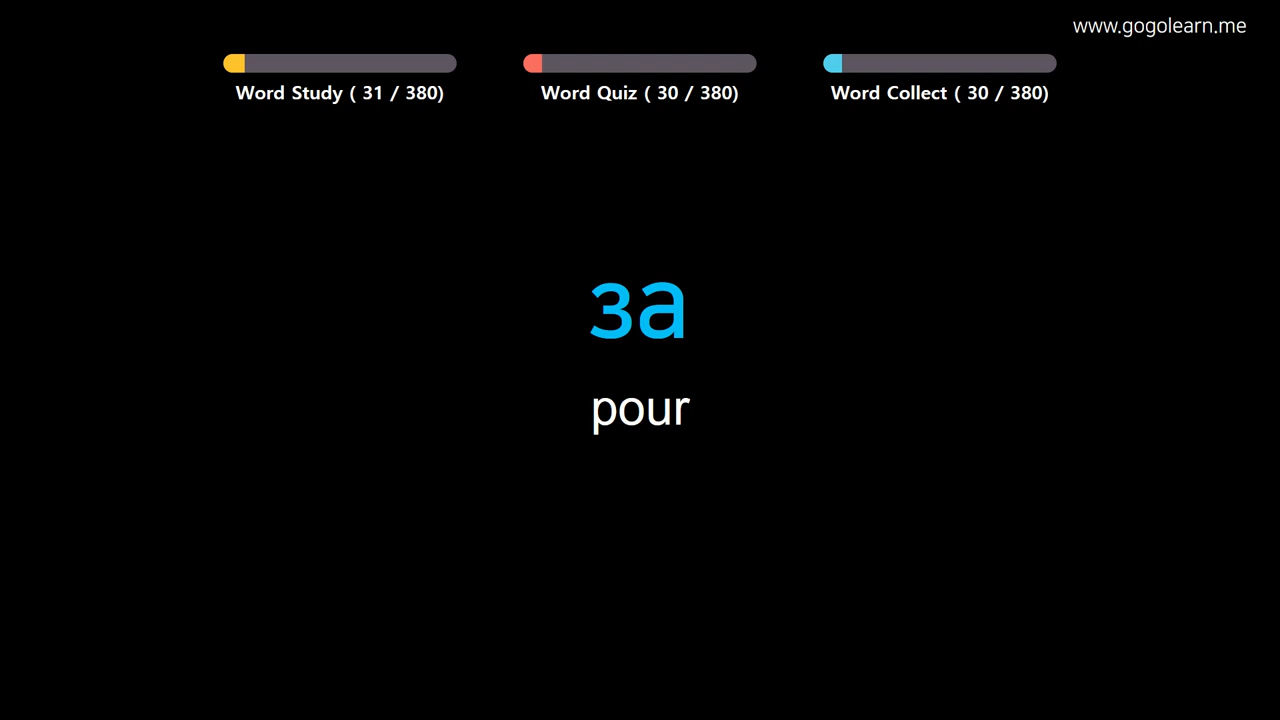 www.gogolearn.me
Word Study ( 31 / 380)
Word Quiz ( 30 / 380)
Word Collect ( 30 / 380)
за
pour